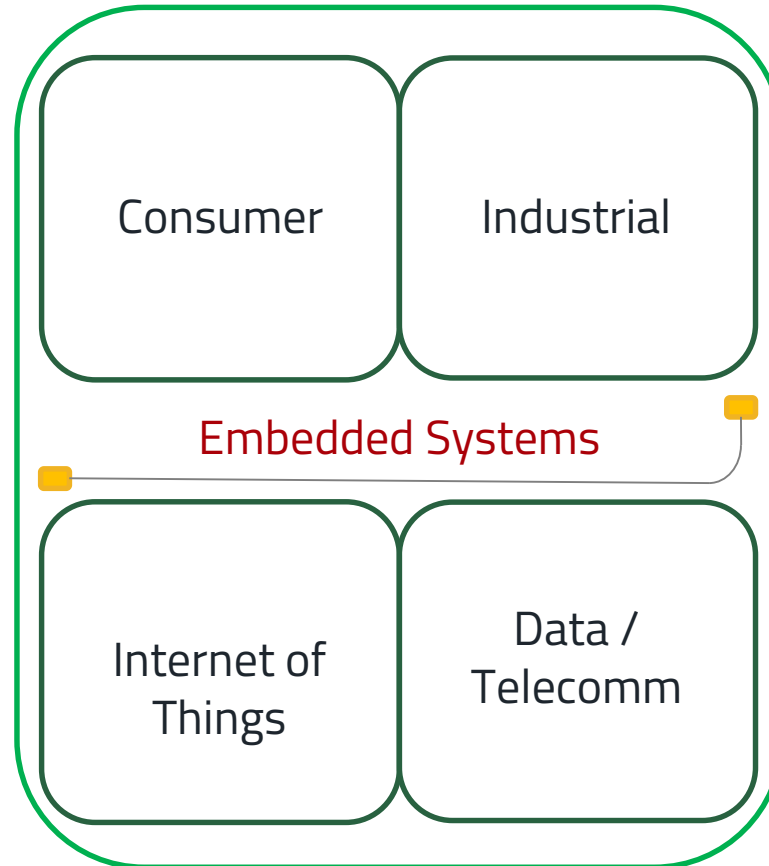 Consumer
Industrial
Embedded Systems
Internet of
Things
Data /
Telecomm